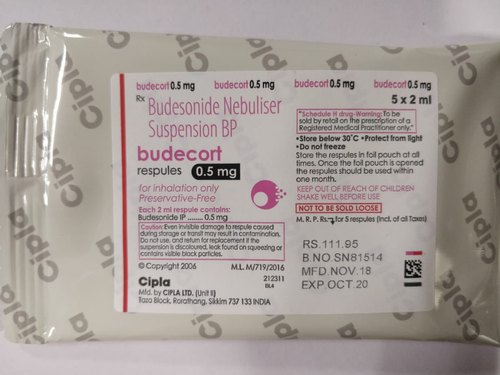 budecort 0.5 mg budecort 0.5 mg budecort 0.5 mg budecort 0.5 mg
Rx Budesonide Nebuliser
Suspension BP
budecort
respules 0.5 mg
for inhalation only
Preservative-Free
Each 2 ml respule contains:
Budesonide IP ....... 0.5 mg
Caution: Even invisible damage to respule caused
during storage or transit may result in contamination.
Do not use, and return for replacement if the
suspension is discoloured, leak found on squeezing or
contains visible black particles.
© Copyright 2006 M.L. M/719/2016
Cipla
212311
BL4
Mfd. by CIPLA LTD. (Unit II)
Taza Block, Rorathang, Sikkim 737 133 INDIA
5 x 2 ml
"Schedule H drug-Warning: To be
sold by retail on the prescription of a
Registered Medical Practitioner only."
•Store below 30°C •Protect from light
•Do not freeze
Store the respules in foil pouch at all
times. Once the foil pouch is opened
the respules should be used within
one month.
KEEP OUT OF REACH OF CHILDREN
SHAKE WELL BEFORE USE
NOT TO BE SOLD LOOSE
M. R. P. Rs. for 5 respules (Incl. of all Taxes)
RS. 111.95
B.NO.SN81514
MFD.NOV.18
EXP.OCT.20
Cipla
Cipla
Cipla
Cipla
Cipla
Cipla
Cipla
Cipla